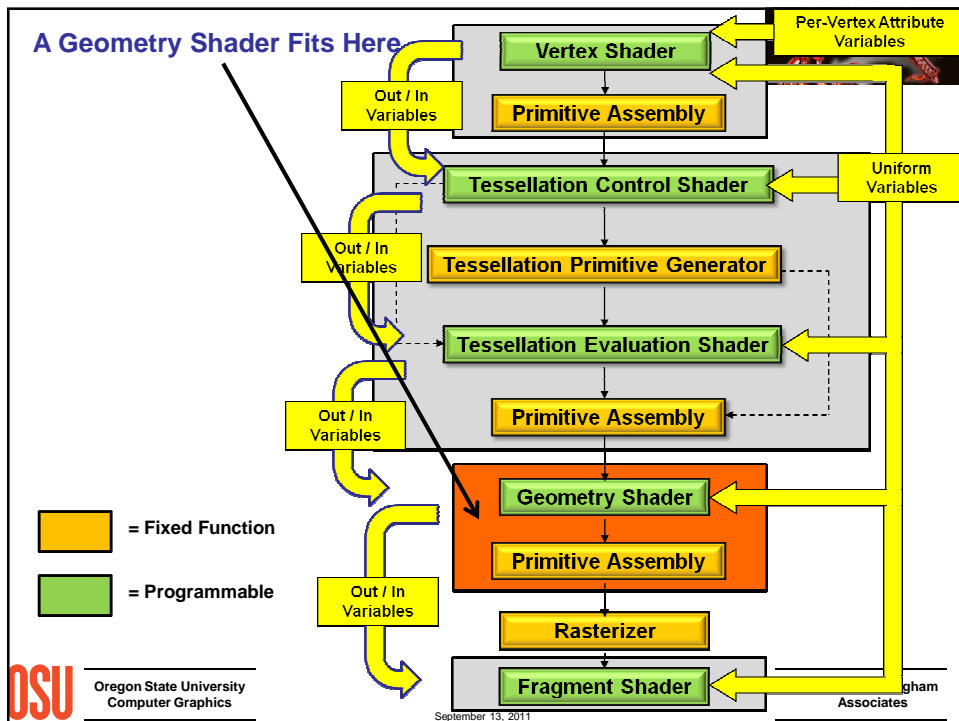 A Geometry Shader Fits Here
Per-Vertex Attribute
Variables
Vertex Shader
Out / In
Variables
Primitive Assembly
Tessellation Control Shader
Uniform
Variables
Out / In
Variables
Tessellation Primitive Generator
Tessellation Evaluation Shader
Out / In
Variables
Primitive Assembly
Geometry Shader
= Fixed Function
Primitive Assembly
= Programmable
Out / In
Variables
Rasterizer
Fragment Shader
OSU
Oregon State University
Computer Graphics
Associates
September 13, 2011